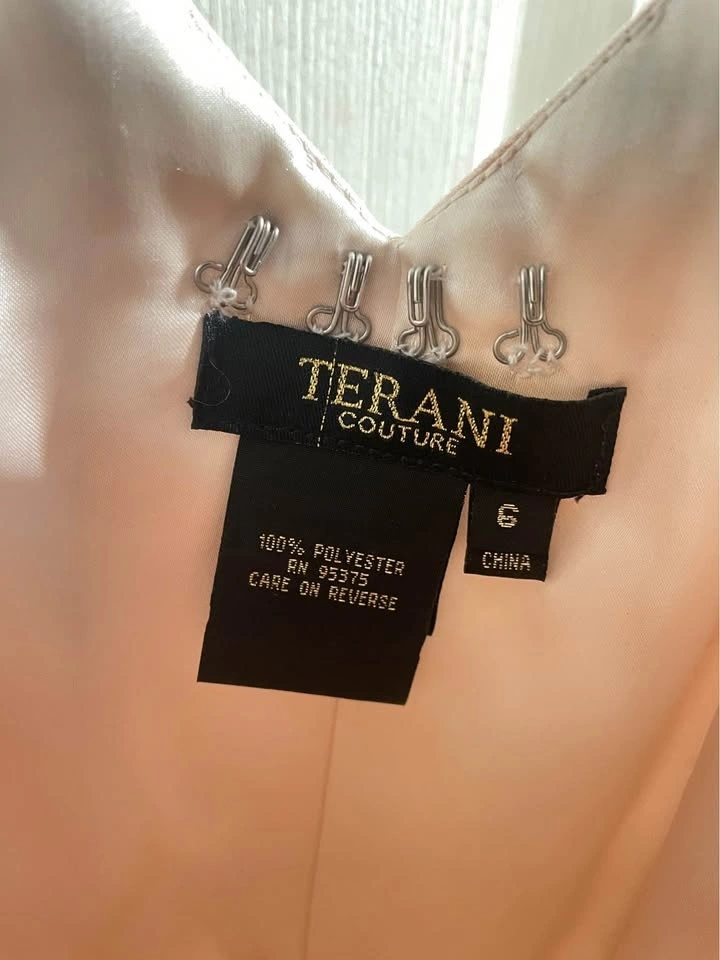 TERANI
COUTURE
6
CHINA
100% POLYESTER
RN 95375
CARE ON REVERSE